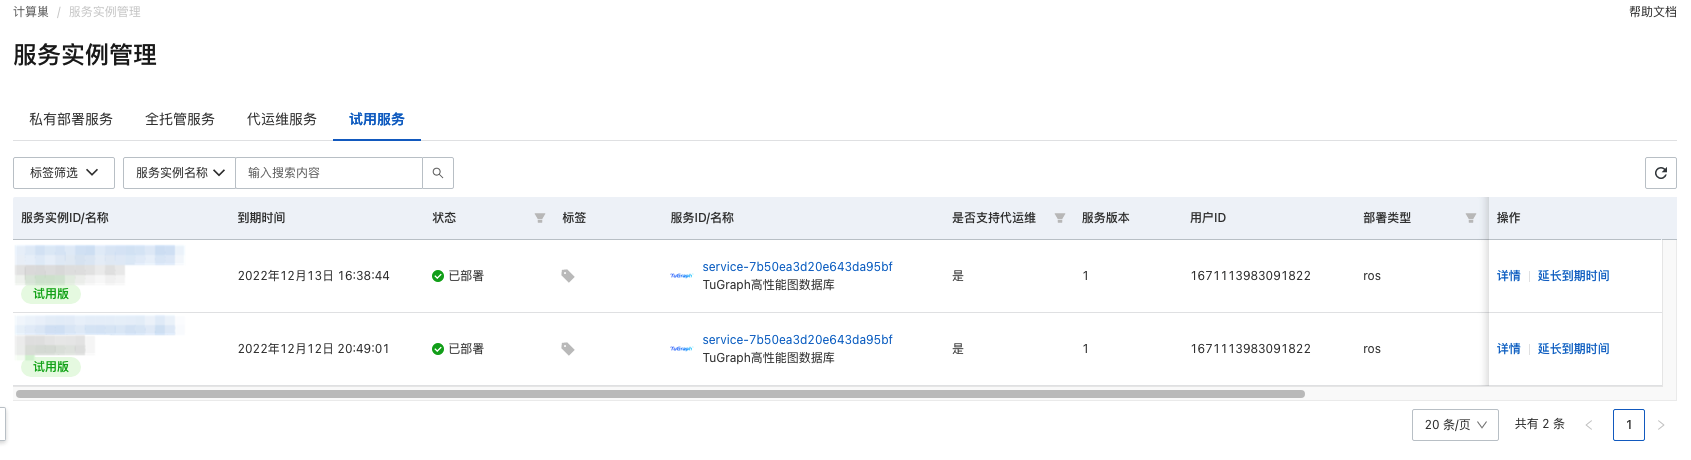 计算巢 / 服务实例管理
帮助文档
服务实例管理
私有部署服务 全托管服务 代运维服务 试用服务
标签筛选 服务实例名称 输入搜索内容
服务实例ID/名称 到期时间 状态 标签 服务ID/名称 是否支持代运维 服务版本 用户ID 部署类型 操作
试用版 2022年12月13日 16:38:44 已部署 TuGraph service-7b50ea3d20e643da95bf 是 1 1671113983091822 ros 详情 延长到期时间
TuGraph高性能图数据库
试用版 2022年12月12日 20:49:01 已部署 TuGraph service-7b50ea3d20e643da95bf 是 1 1671113983091822 ros 详情 延长到期时间
TuGraph高性能图数据库
20 条/页 共有 2 条 < 1 >